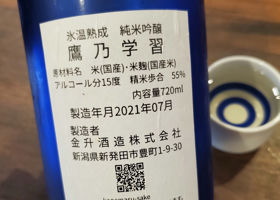 氷温熟成 純米吟醸
鷹乃学習
原材料名 米(国産)・米麹(国産米)
アルコール分15度 精米歩合 55%
内容量720ml
製造年月2021年07月
製造者
金升酒造株式会社
新潟県新発田市豊町1-9-30